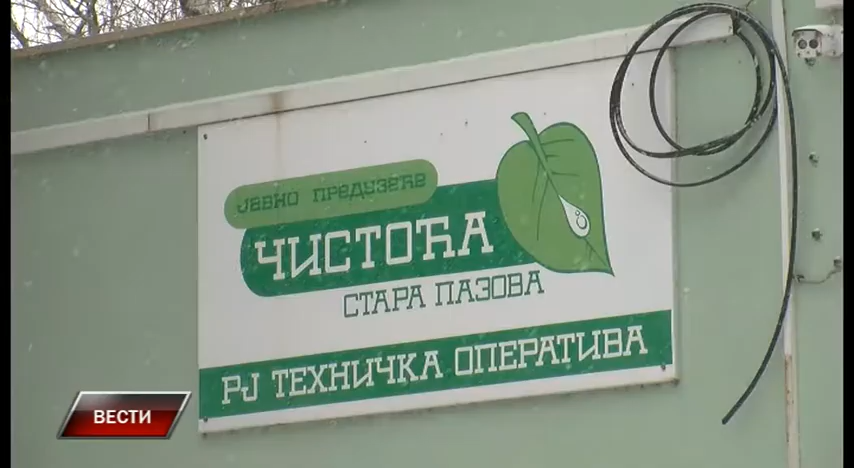 ЈАВНО ПРЕДУЗЕЋЕ
ЧИСТОЋА
СТАРА ПАЗОВА
РЈ ТЕХНИЧКА ОПЕРАТИВА
ВЕСТИ